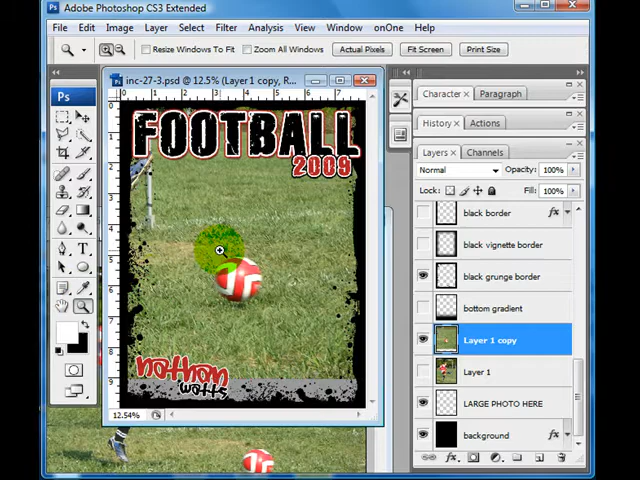 Adobe Photoshop CS3 Extended
File Edit Image Layer Select Filter Analysis View Window onOne Help
Resize Windows To Fit Zoom All Windows Actual Pixels Fit Screen Print Size
inc-27-3.psd @ 12.5% (Layer 1 copy, R...
Ps
FOOTBALL
2009
nathan
watts
12.54%
Character Paragraph
History Actions
Layers Channels
Normal Opacity: 100%
Lock: Fill: 100%
black border fx
black vignette border
black grunge border
bottom gradient
Layer 1 copy
Layer 1
LARGE PHOTO HERE
background fx